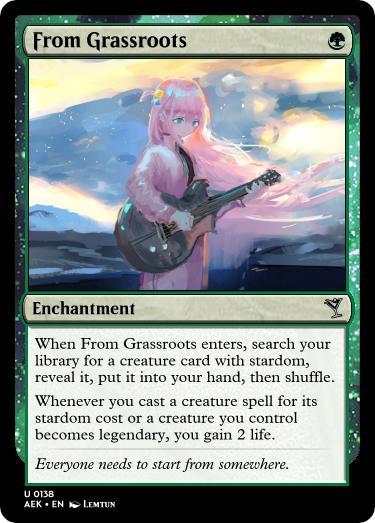 From Grassroots
Enchantment
When From Grassroots enters, search your
library for a creature card with stardom,
reveal it, put it into your hand, then shuffle.
Whenever you cast a creature spell for its
stardom cost or a creature you control
becomes legendary, you gain 2 life.
Everyone needs to start from somewhere.
U 0138
AEK • EN Lemtun